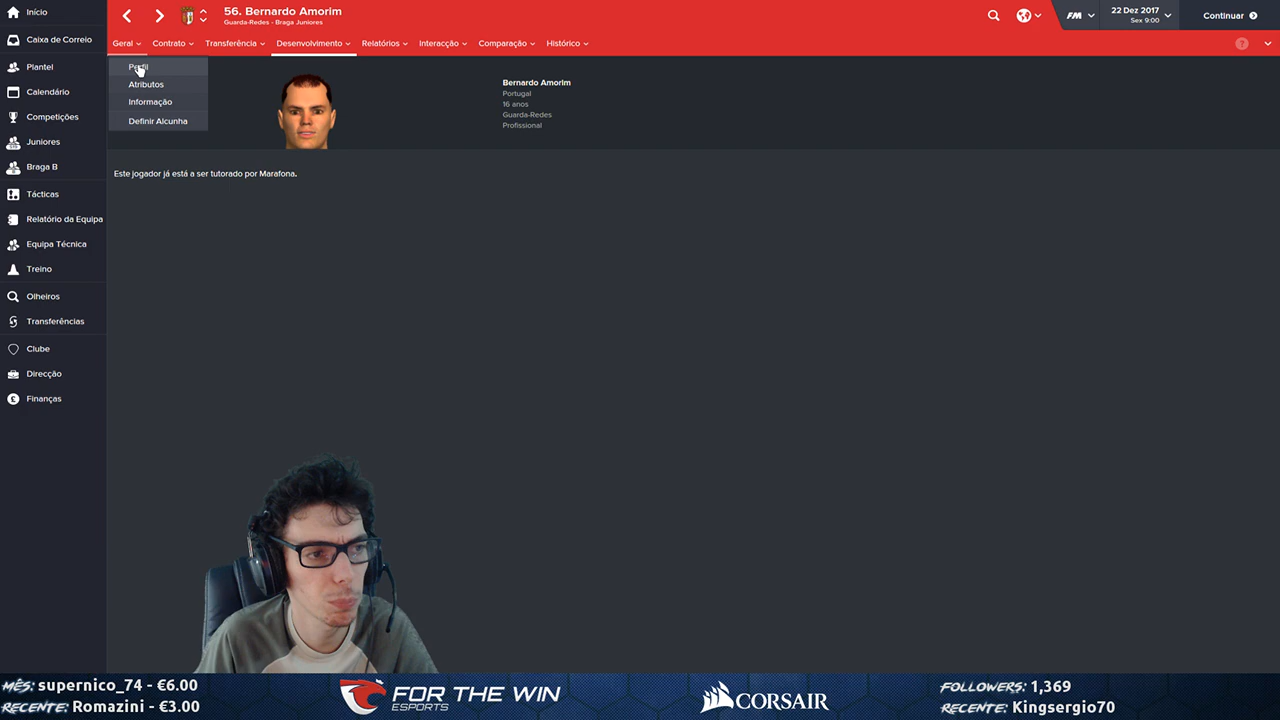 Início
Caixa de Correio
Plantel
Calendário
Competições
Juniores
Braga B
Tácticas
Relatório da Equipa
Equipa Técnica
Treino
Olheiros
Transferências
Clube
Direcção
Finanças
56. Bernardo Amorim
Guarda-Redes - Braga Juniores
FM
22 Dez 2017
Sex 9:00
Continuar
Geral
Contrato
Transferência
Desenvolvimento
Relatórios
Interacção
Comparação
Histórico
?
Perfil
Atributos
Informação
Definir Alcunha
Bernardo Amorim
Portugal
16 anos
Guarda-Redes
Profissional
Este jogador já está a ser tutorado por Marafona.
MÊS: supernico_74 - €6.00
RECENTE: Romazini - €3.00
FOR THE WIN
ESPORTS
CORSAIR
FOLLOWERS: 1,369
RECENTE: Kingsergio70